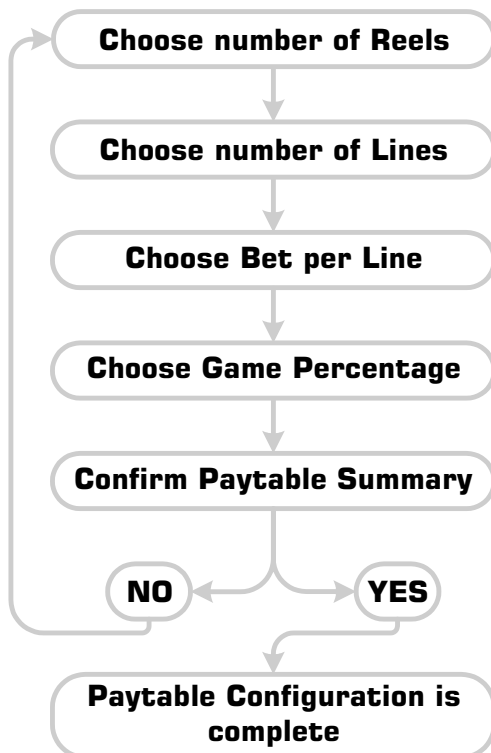 Choose number of Reels
Choose number of Lines
Choose Bet per Line
Choose Game Percentage
Confirm Paytable Summary
NO
YES
Paytable Configuration is
complete